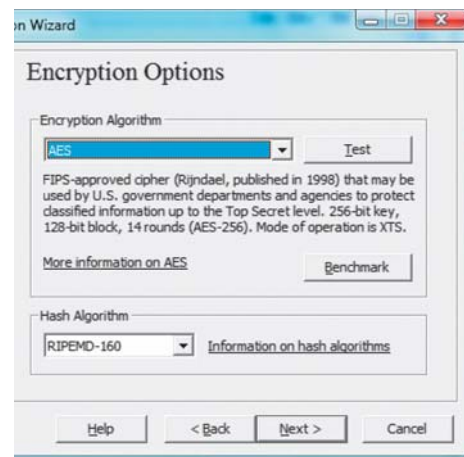 on Wizard
Encryption Options
Encryption Algorithm
AES
Test
FIPS-approved cipher (Rijndael, published in 1998) that may be
used by U.S. government departments and agencies to protect
classified information up to the Top Secret level. 256-bit key,
128-bit block, 14 rounds (AES-256). Mode of operation is XTS.
More information on AES
Benchmark
Hash Algorithm
RIPEMD-160
Information on hash algorithms
Help
< Back
Next >
Cancel